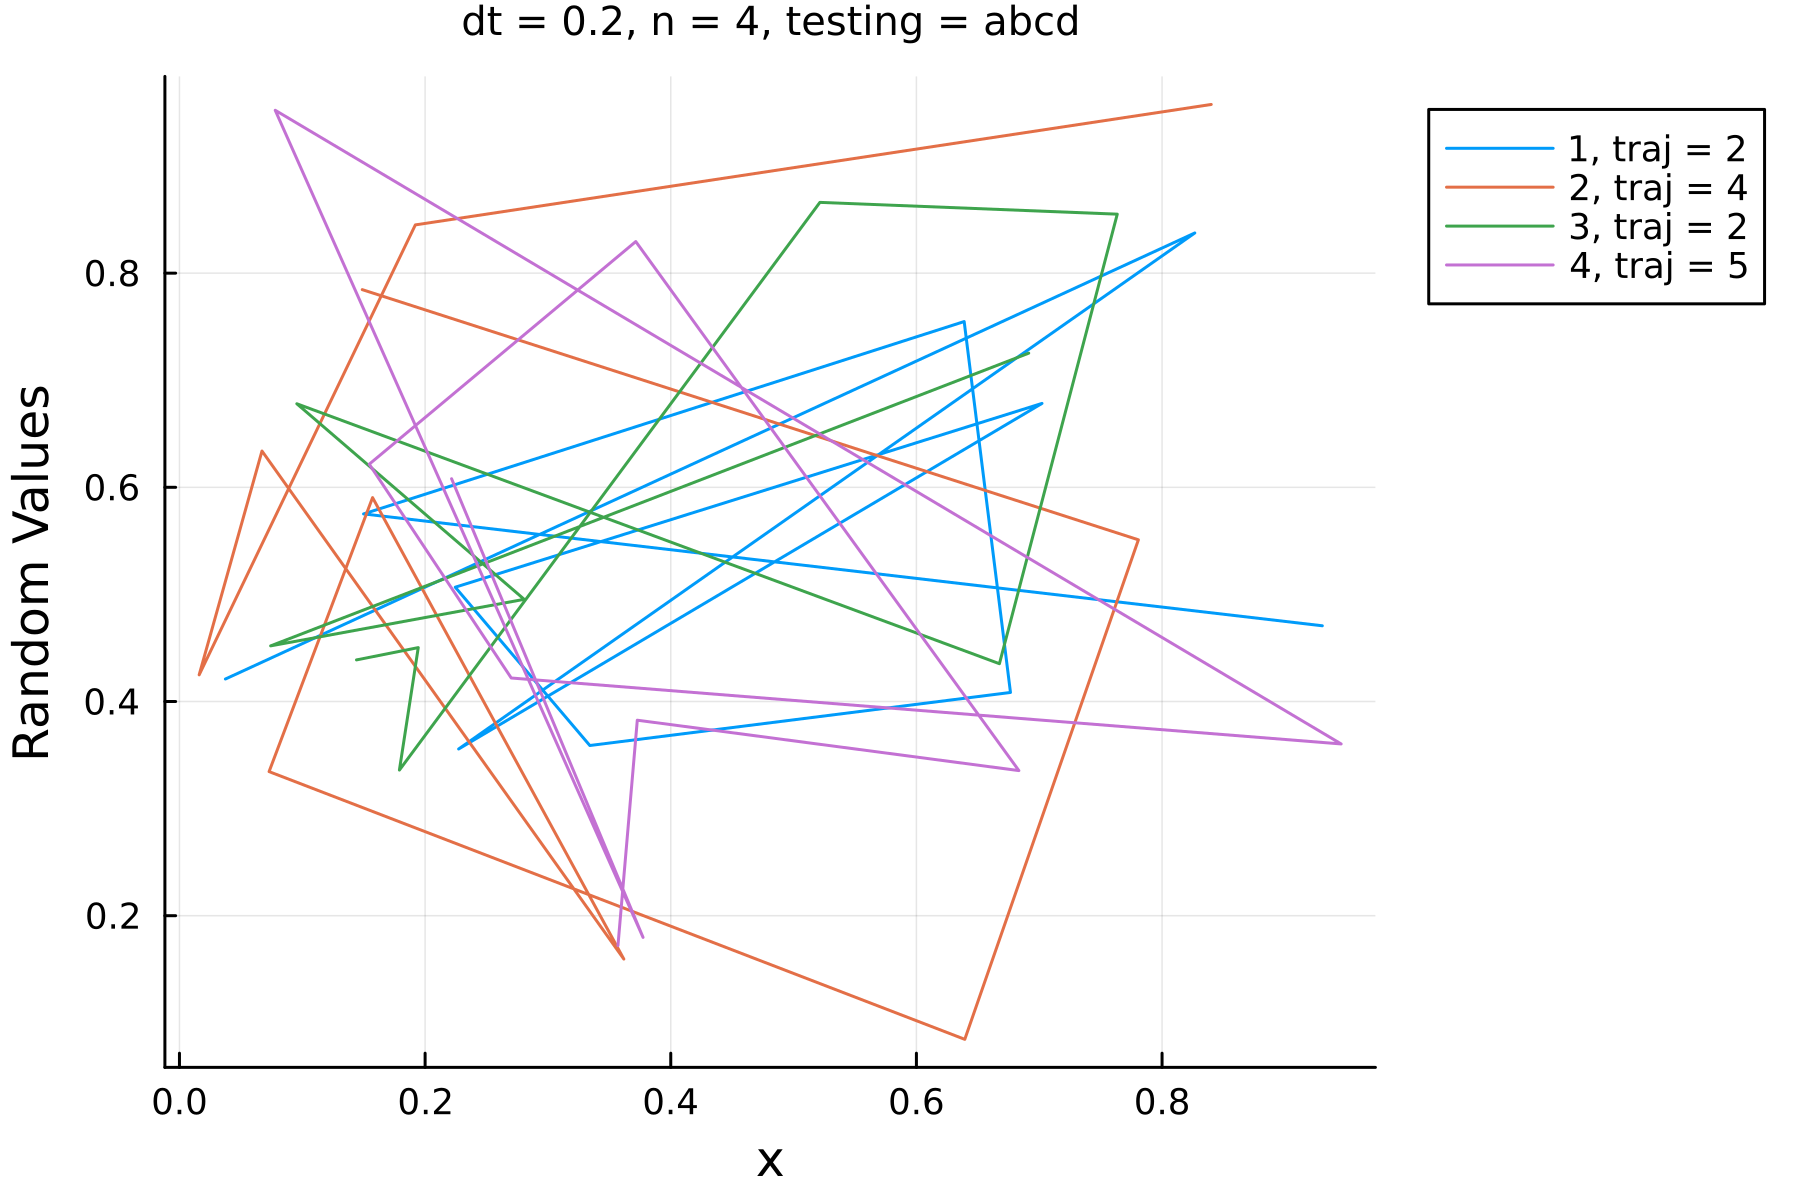 dt = 0.2, n = 4, testing = abcd
1, traj = 2
2, traj = 4
3, traj = 2
4, traj = 5
Random Values
0.8
0.6
0.4
0.2
0.0 0.2 0.4 0.6 0.8
x